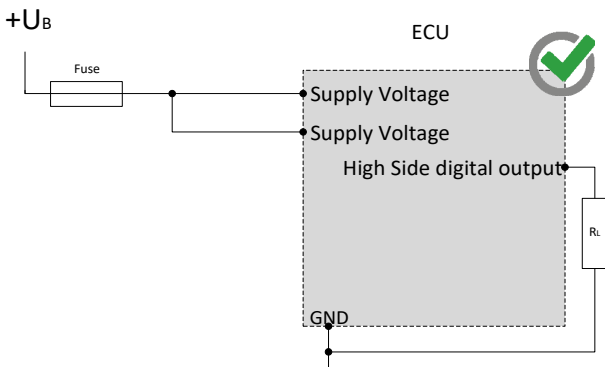 +UB
ECU
Fuse
Supply Voltage
Supply Voltage
High Side digital output
RL
GND